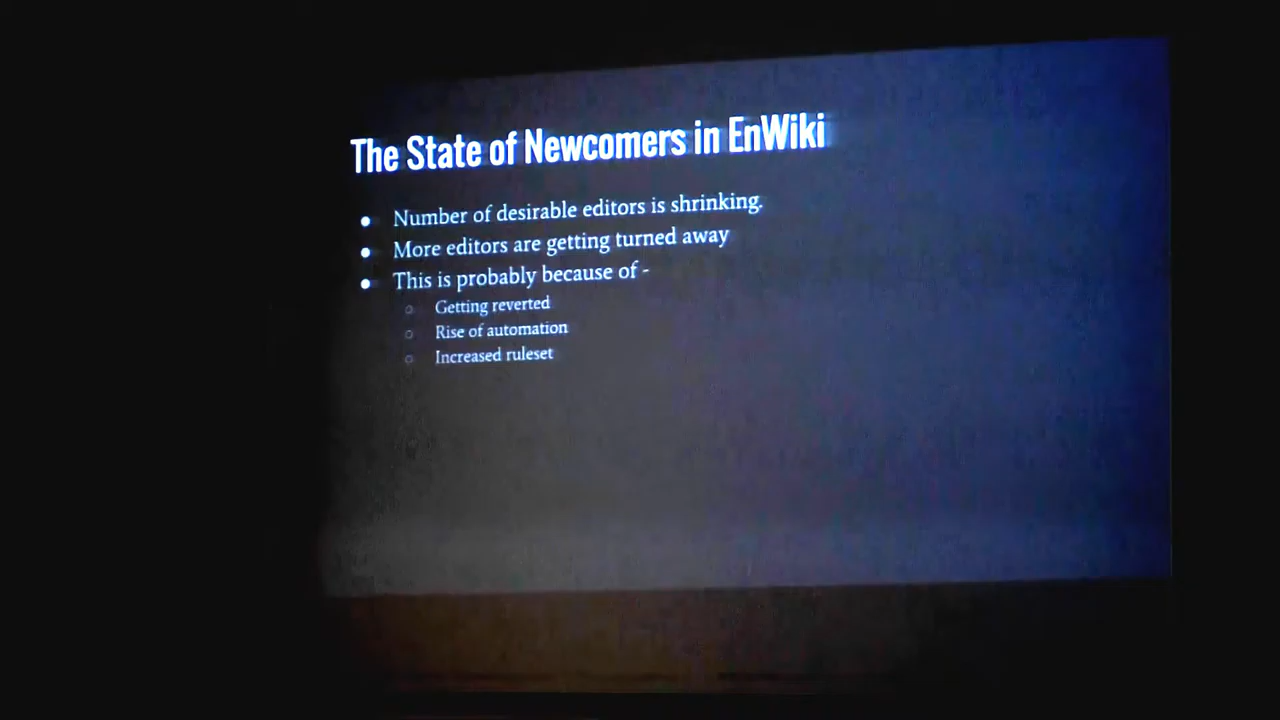 The State of Newcomers in EnWiki
● Number of desirable editors is shrinking.
● More editors are getting turned away
● This is probably because of -
○ Getting reverted
○ Rise of automation
○ Increased ruleset